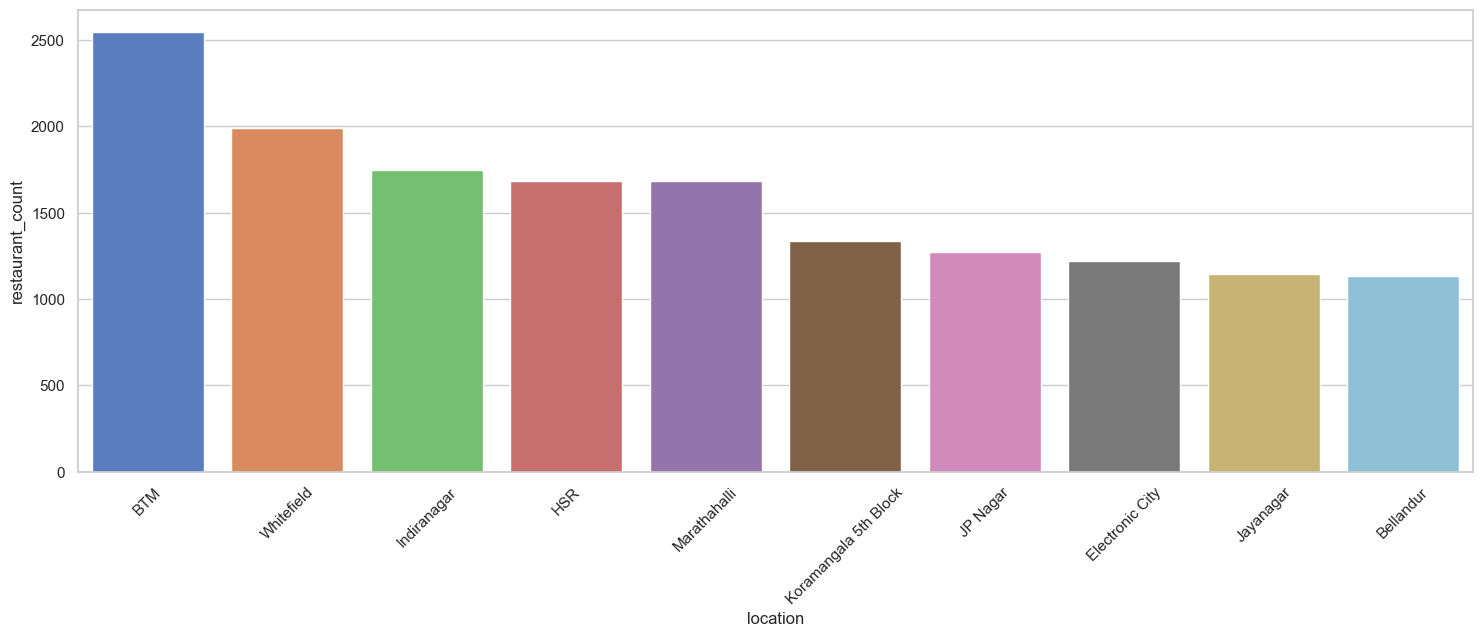 restaurant_count
2500
2000
1500
1000
500
0
BTM
Whitefield
Indiranagar
HSR
Marathahalli
Koramangala 5th Block
JP Nagar
Electronic City
Jayanagar
Bellandur
location